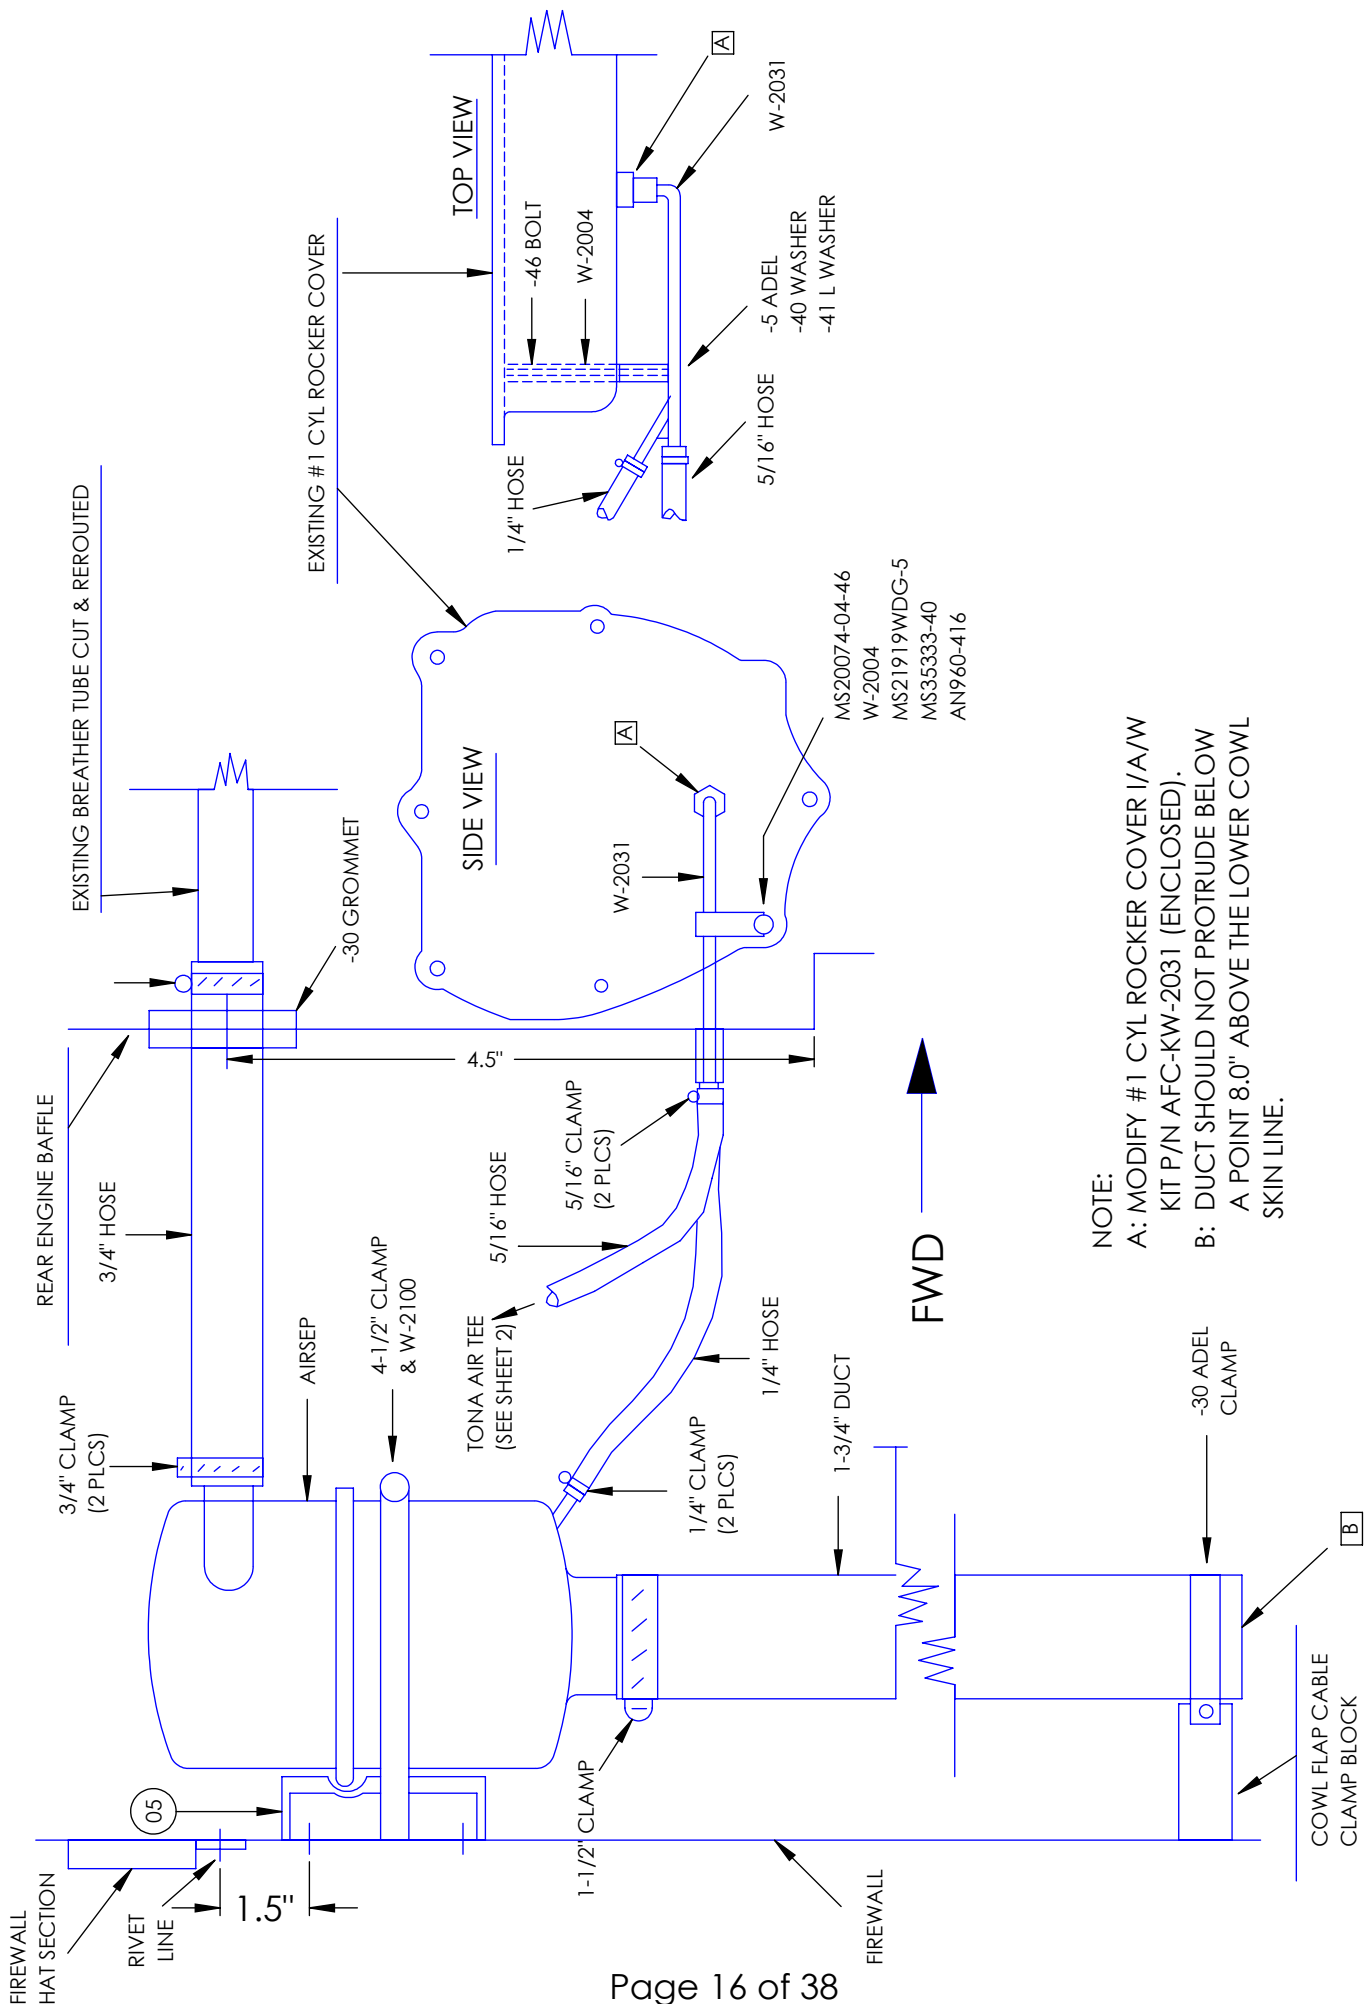 FIREWALL
HAT SECTION
RIVET
LINE
05
1.5"
3/4" CLAMP
(2 PLCS)
REAR ENGINE BAFFLE
3/4" HOSE
EXISTING BREATHER TUBE CUT & REROUTED
-30 GROMMET
AIRSEP
4-1/2" CLAMP
& W-2100
4.5"
EXISTING #1 CYL ROCKER COVER
TOP VIEW
-46 BOLT
W-2004
A
W-2031
-5 ADEL
-40 WASHER
-41 L WASHER
1/4" HOSE
5/16" HOSE
SIDE VIEW
A
W-2031
MS20074-04-46
W-2004
MS21919WDG-5
MS35333-40
AN960-416
5/16" HOSE
5/16" CLAMP
(2 PLCS)
TONA AIR TEE
(SEE SHEET 2)
1/4" HOSE
1/4" CLAMP
(2 PLCS)
1-1/2" CLAMP
1-3/4" DUCT
FIREWALL
FWD
-30 ADEL
CLAMP
B
COWL FLAP CABLE
CLAMP BLOCK
NOTE:
A: MODIFY #1 CYL ROCKER COVER I/A/W
KIT P/N AFC-KW-2031 (ENCLOSED).
B: DUCT SHOULD NOT PROTRUDE BELOW
A POINT 8.0" ABOVE THE LOWER COWL
SKIN LINE.
Page 16 of 38